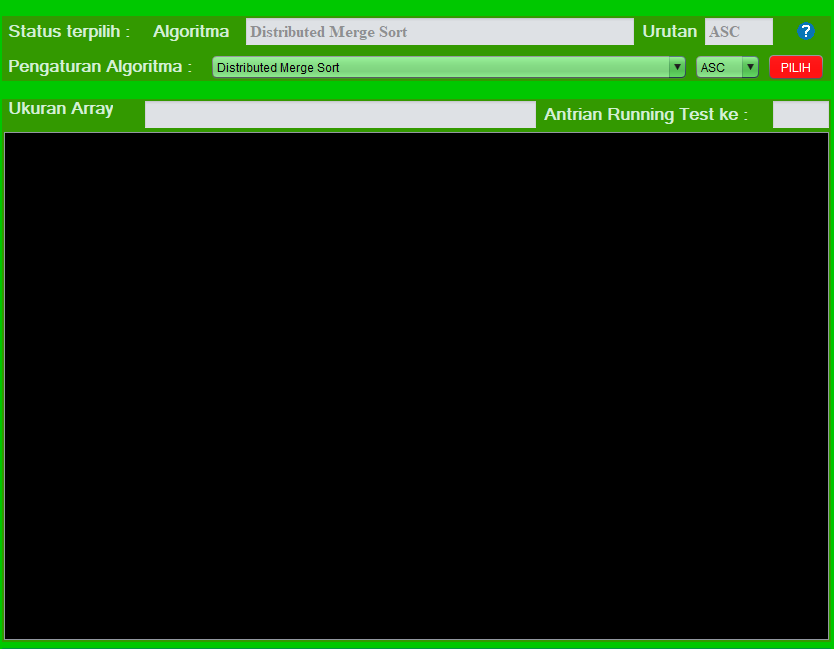 Status terpilih : Algoritma Distributed Merge Sort Urutan ASC ?
Pengaturan Algoritma : Distributed Merge Sort ASC PILIH
Ukuran Array Antrian Running Test ke :